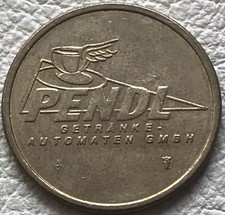 PENDL
GETRÄNKE-
AUTOMATEN GMBH